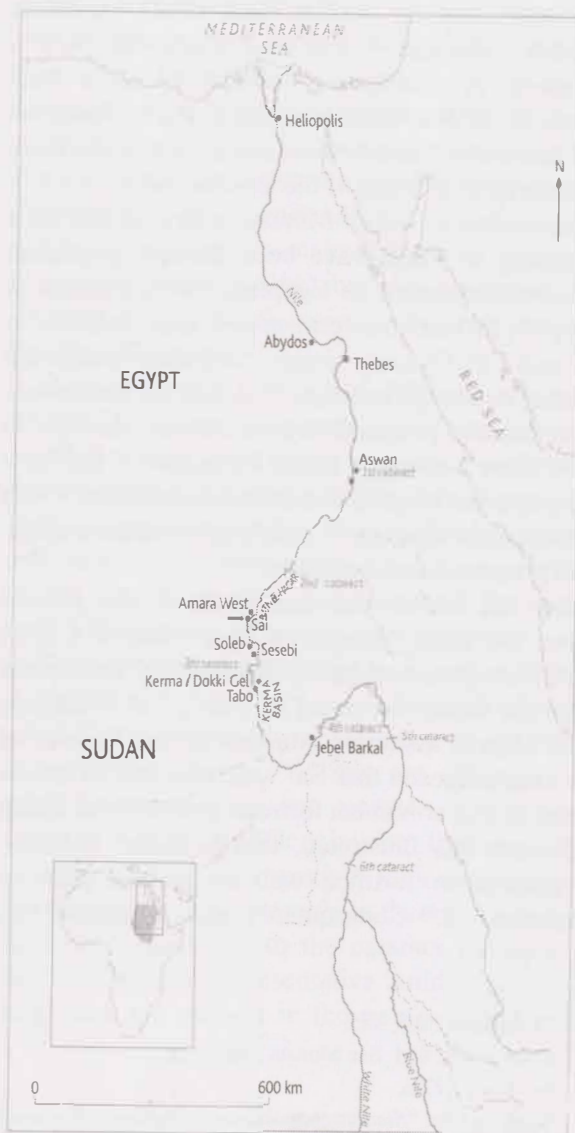 MEDITERRANEAN
SEA
Heliopolis
N
Nile
Abydos
Thebes
EGYPT
RED SEA
Aswan
1st cataract
2nd cataract
Amara West
Sai
Soleb
Sesebi
3rd cataract
Kerma / Dokki Gel
KERMA
BASIN
Tabo
4th cataract
5th cataract
Jebel Barkal
SUDAN
6th cataract
0
600 km
White Nile
Blue Nile